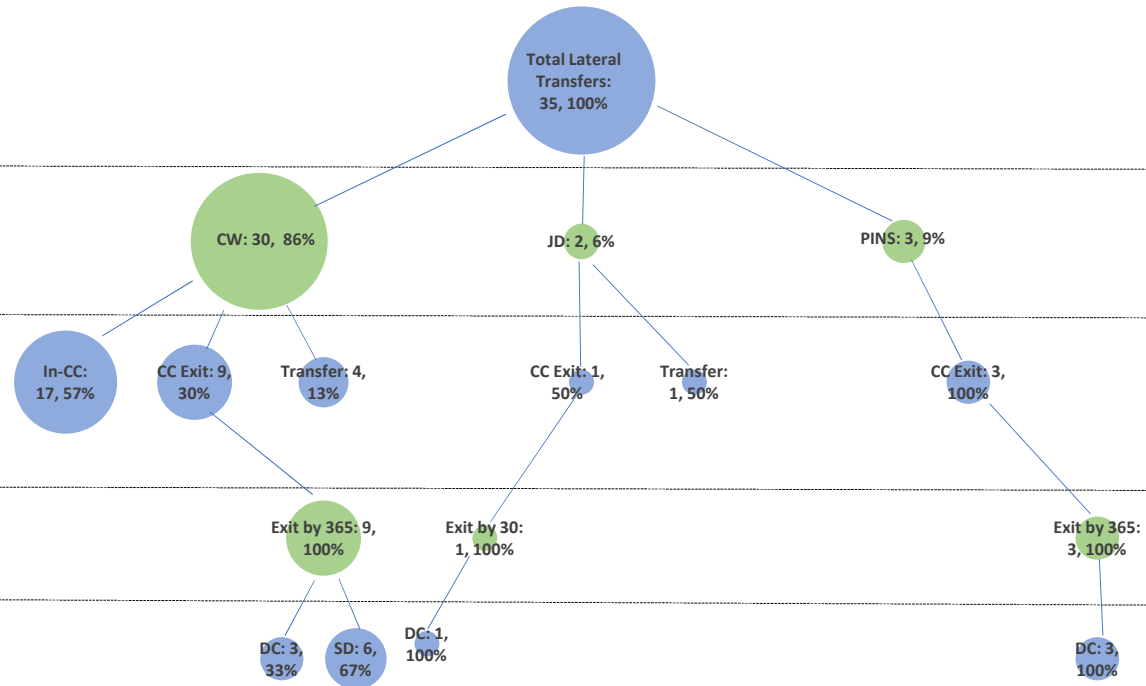 Total Lateral
Transfers:
35, 100%
CW: 30, 86%
JD: 2, 6%
PINS: 3, 9%
In-CC:
17, 57%
CC Exit: 9,
30%
Transfer: 4,
13%
CC Exit: 1,
50%
Transfer:
1, 50%
CC Exit: 3,
100%
Exit by 365: 9,
100%
Exit by 30:
1, 100%
Exit by 365:
3, 100%
DC: 3,
33%
SD: 6,
67%
DC: 1,
100%
DC: 3,
100%